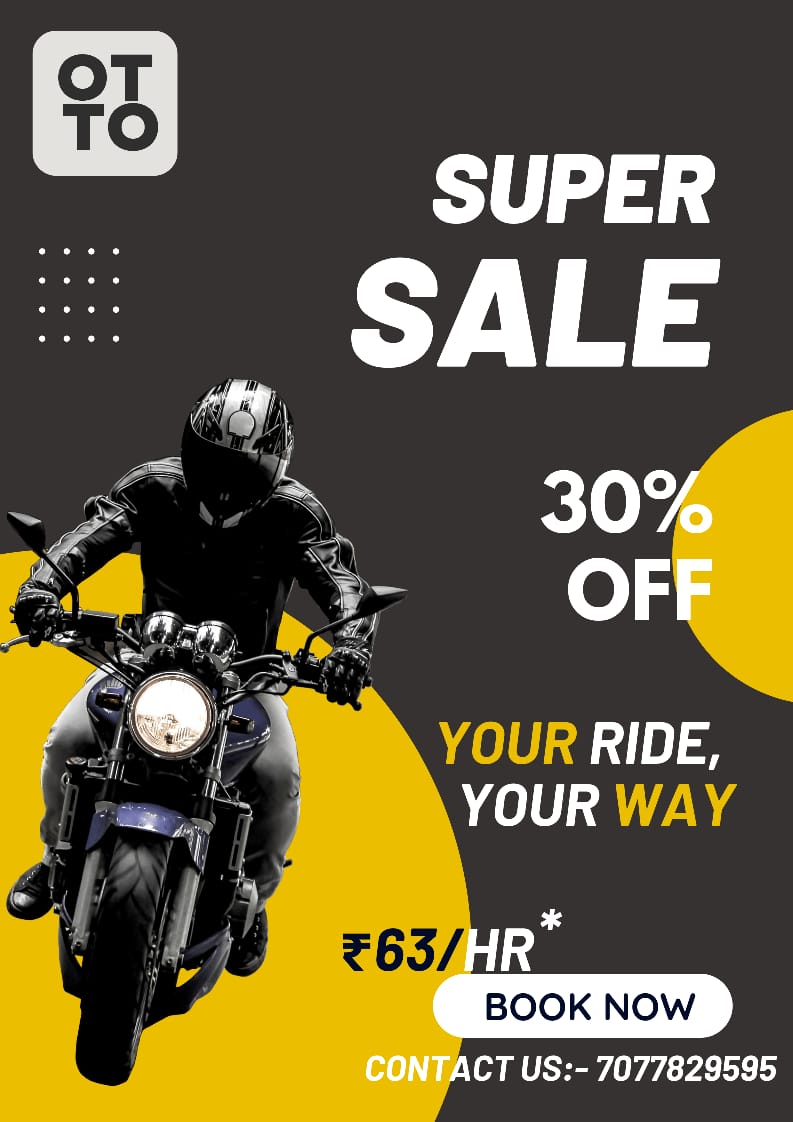 OT
TO
SUPER
SALE
30%
OFF
YOUR RIDE,
YOUR WAY
₹63/HR*
BOOK NOW
CONTACT US:- 7077829595